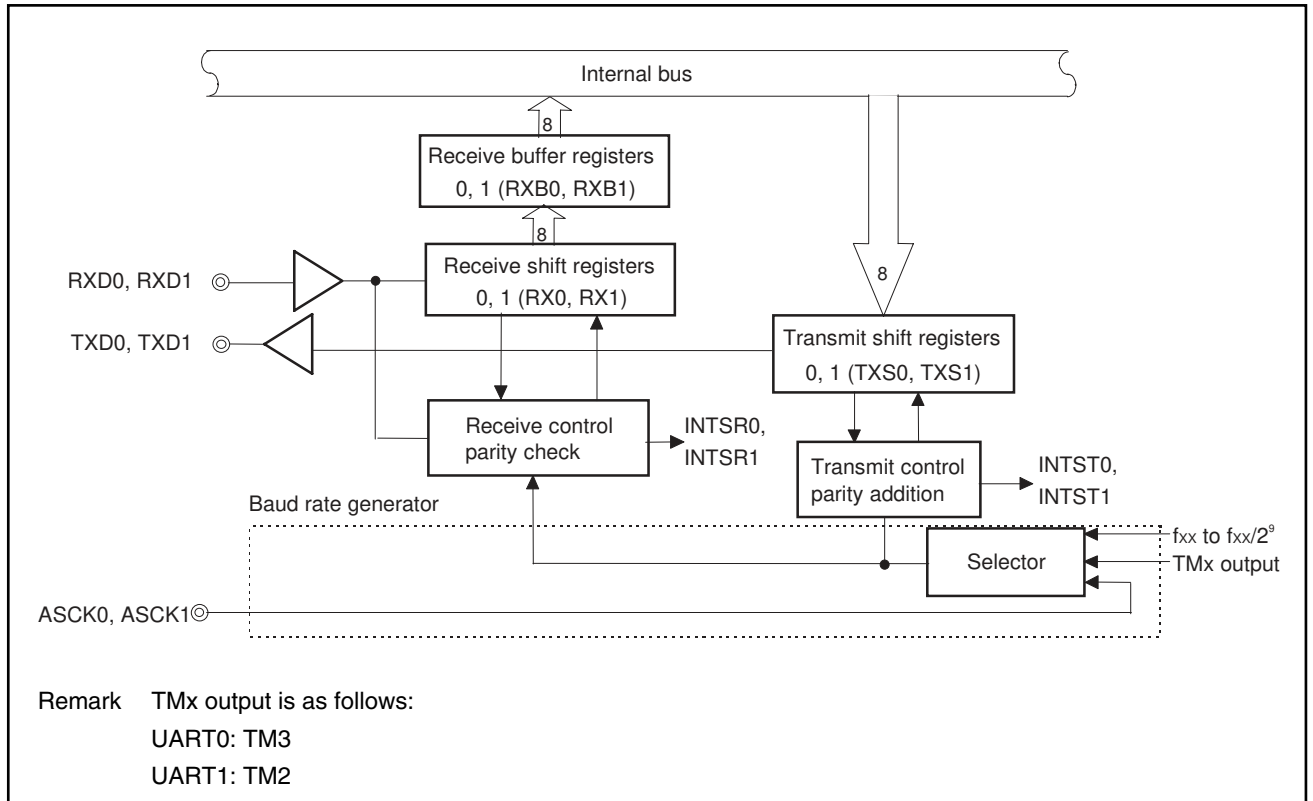 Internal bus
8
Receive buffer registers
0, 1 (RXB0, RXB1)
8
RXD0, RXD1
Receive shift registers
0, 1 (RX0, RX1)
8
TXD0, TXD1
Transmit shift registers
0, 1 (TXS0, TXS1)
Receive control
parity check
INTSR0,
INTSR1
Transmit control
parity addition
INTST0,
INTST1
Baud rate generator
Selector
fxx to fxx/2⁹
TMx output
ASCK0, ASCK1
Remark TMx output is as follows:
UART0: TM3
UART1: TM2